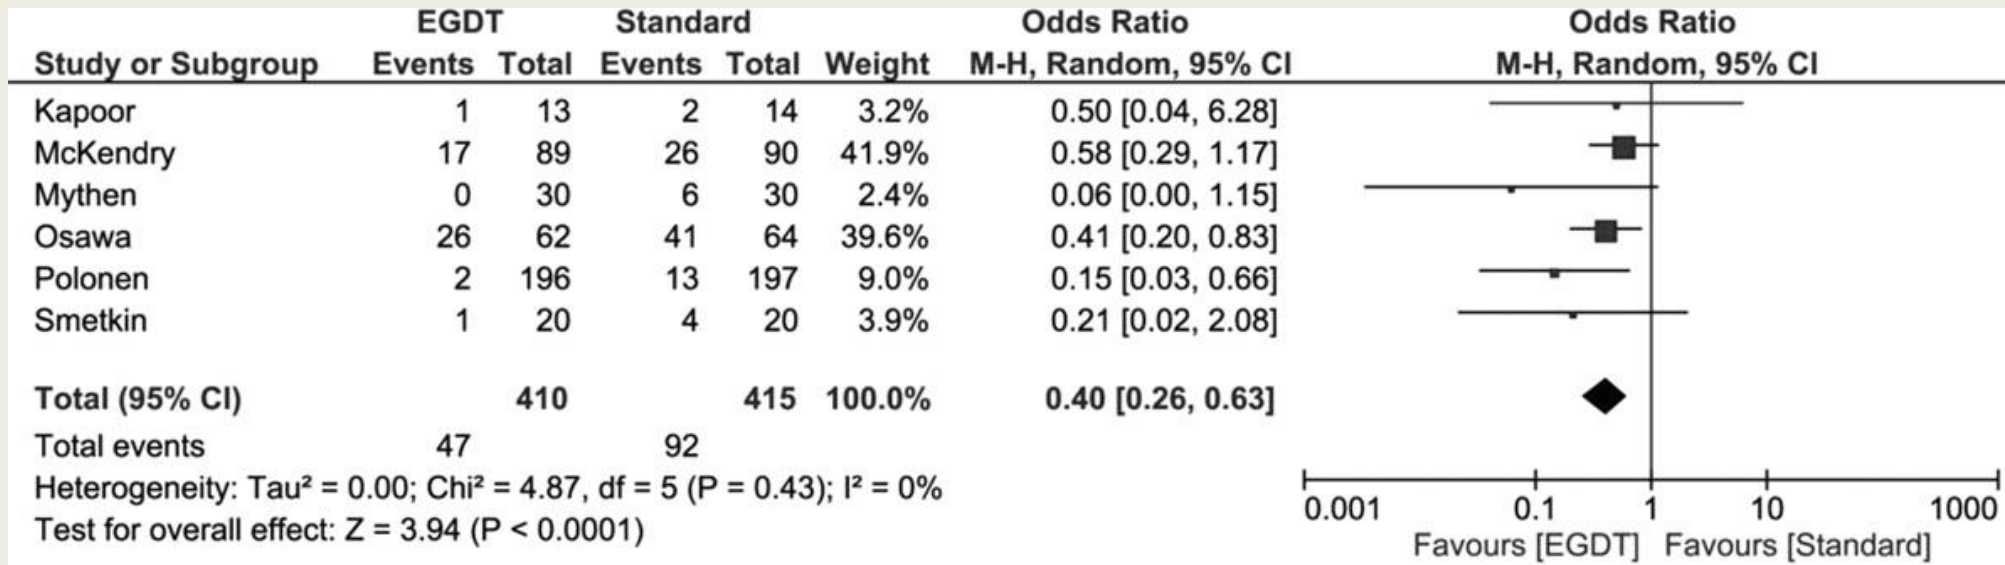 EGDT Standard Odds Ratio Odds Ratio
Study or Subgroup Events Total Events Total Weight M-H, Random, 95% CI M-H, Random, 95% CI
Kapoor 1 13 2 14 3.2% 0.50 [0.04, 6.28]
McKendry 17 89 26 90 41.9% 0.58 [0.29, 1.17]
Mythen 0 30 6 30 2.4% 0.06 [0.00, 1.15]
Osawa 26 62 41 64 39.6% 0.41 [0.20, 0.83]
Polonen 2 196 13 197 9.0% 0.15 [0.03, 0.66]
Smetkin 1 20 4 20 3.9% 0.21 [0.02, 2.08]
Total (95% CI) 410 415 100.0% 0.40 [0.26, 0.63]
Total events 47 92
Heterogeneity: Tau² = 0.00; Chi² = 4.87, df = 5 (P = 0.43); I² = 0%
Test for overall effect: Z = 3.94 (P < 0.0001)
0.001 0.1 1 10 1000
Favours [EGDT] Favours [Standard]